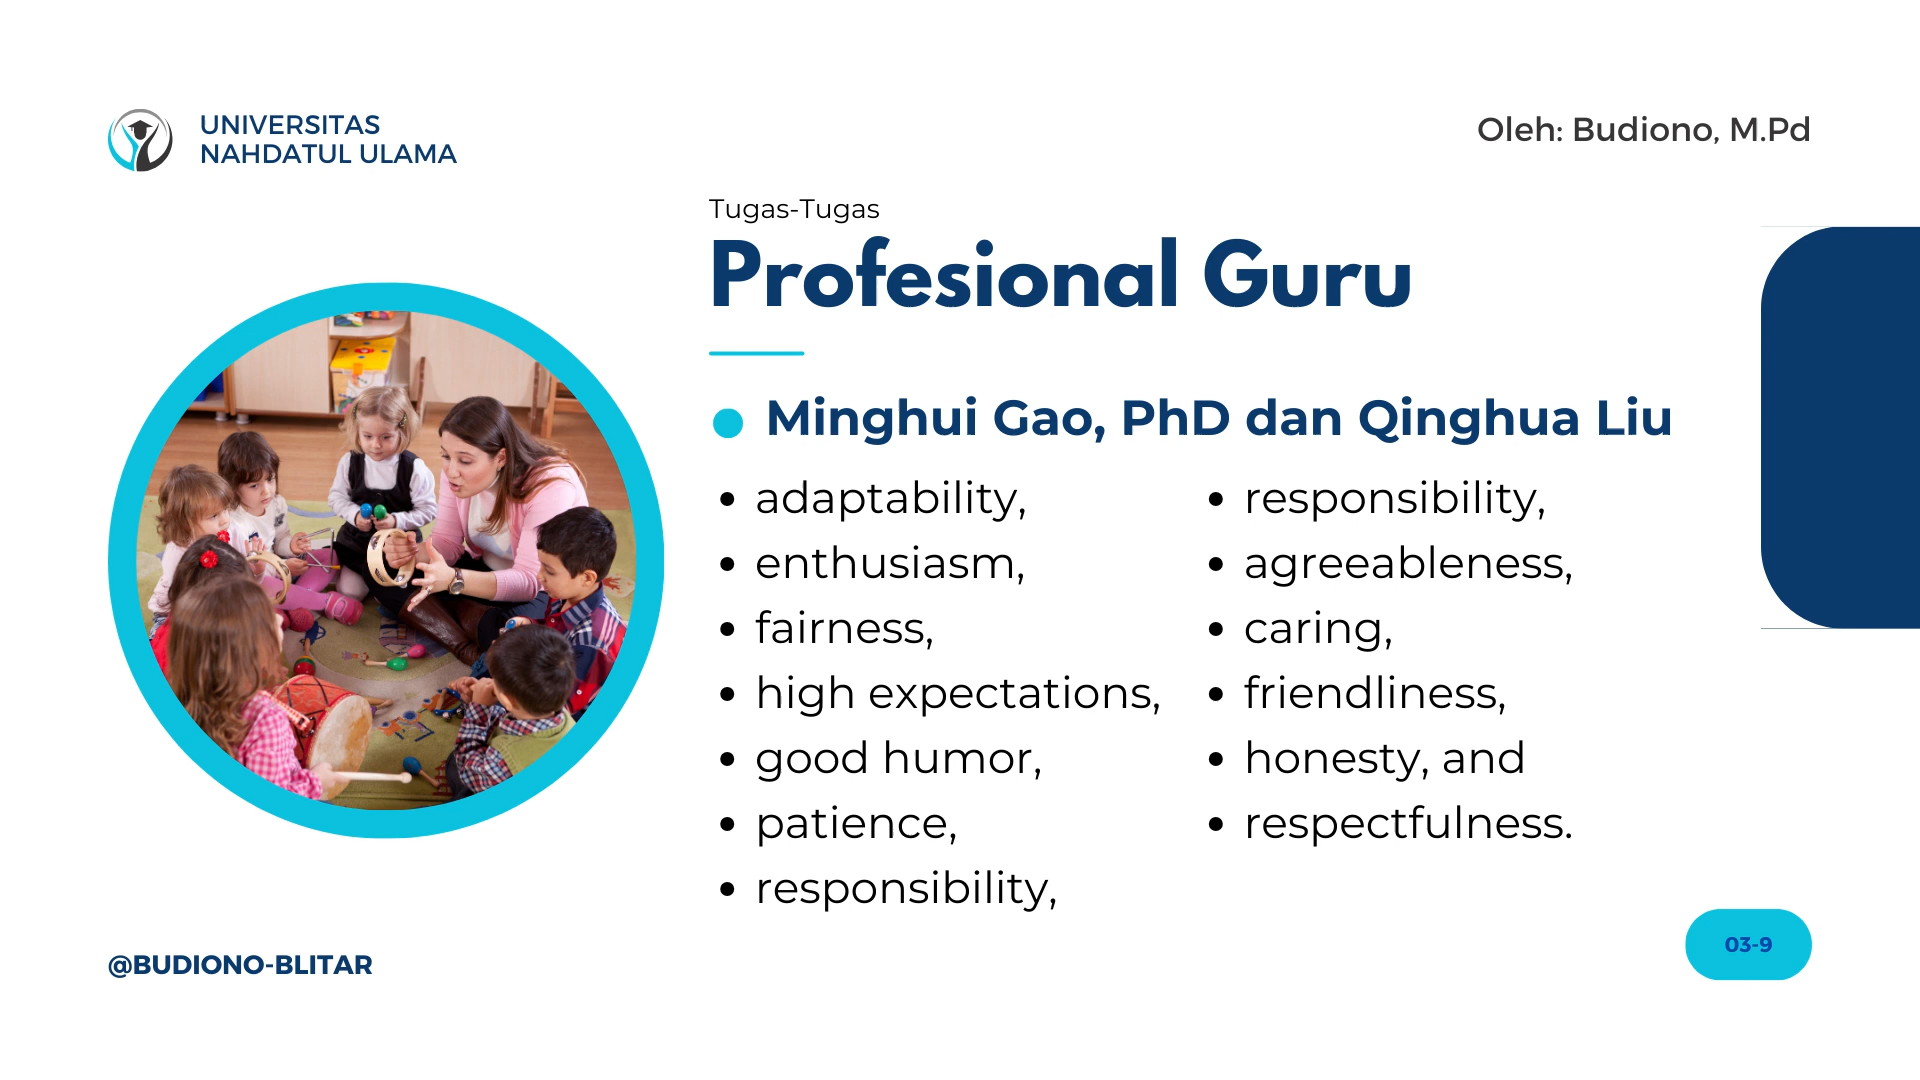 UNIVERSITAS
NAHDATUL ULAMA
Oleh: Budiono, M.Pd
Tugas-Tugas
Profesional Guru
Minghui Gao, PhD dan Qinghua Liu
• adaptability,
• enthusiasm,
• fairness,
• high expectations,
• good humor,
• patience,
• responsibility,
• responsibility,
• agreeableness,
• caring,
• friendliness,
• honesty, and
• respectfulness.
@BUDIONO-BLITAR
03-9